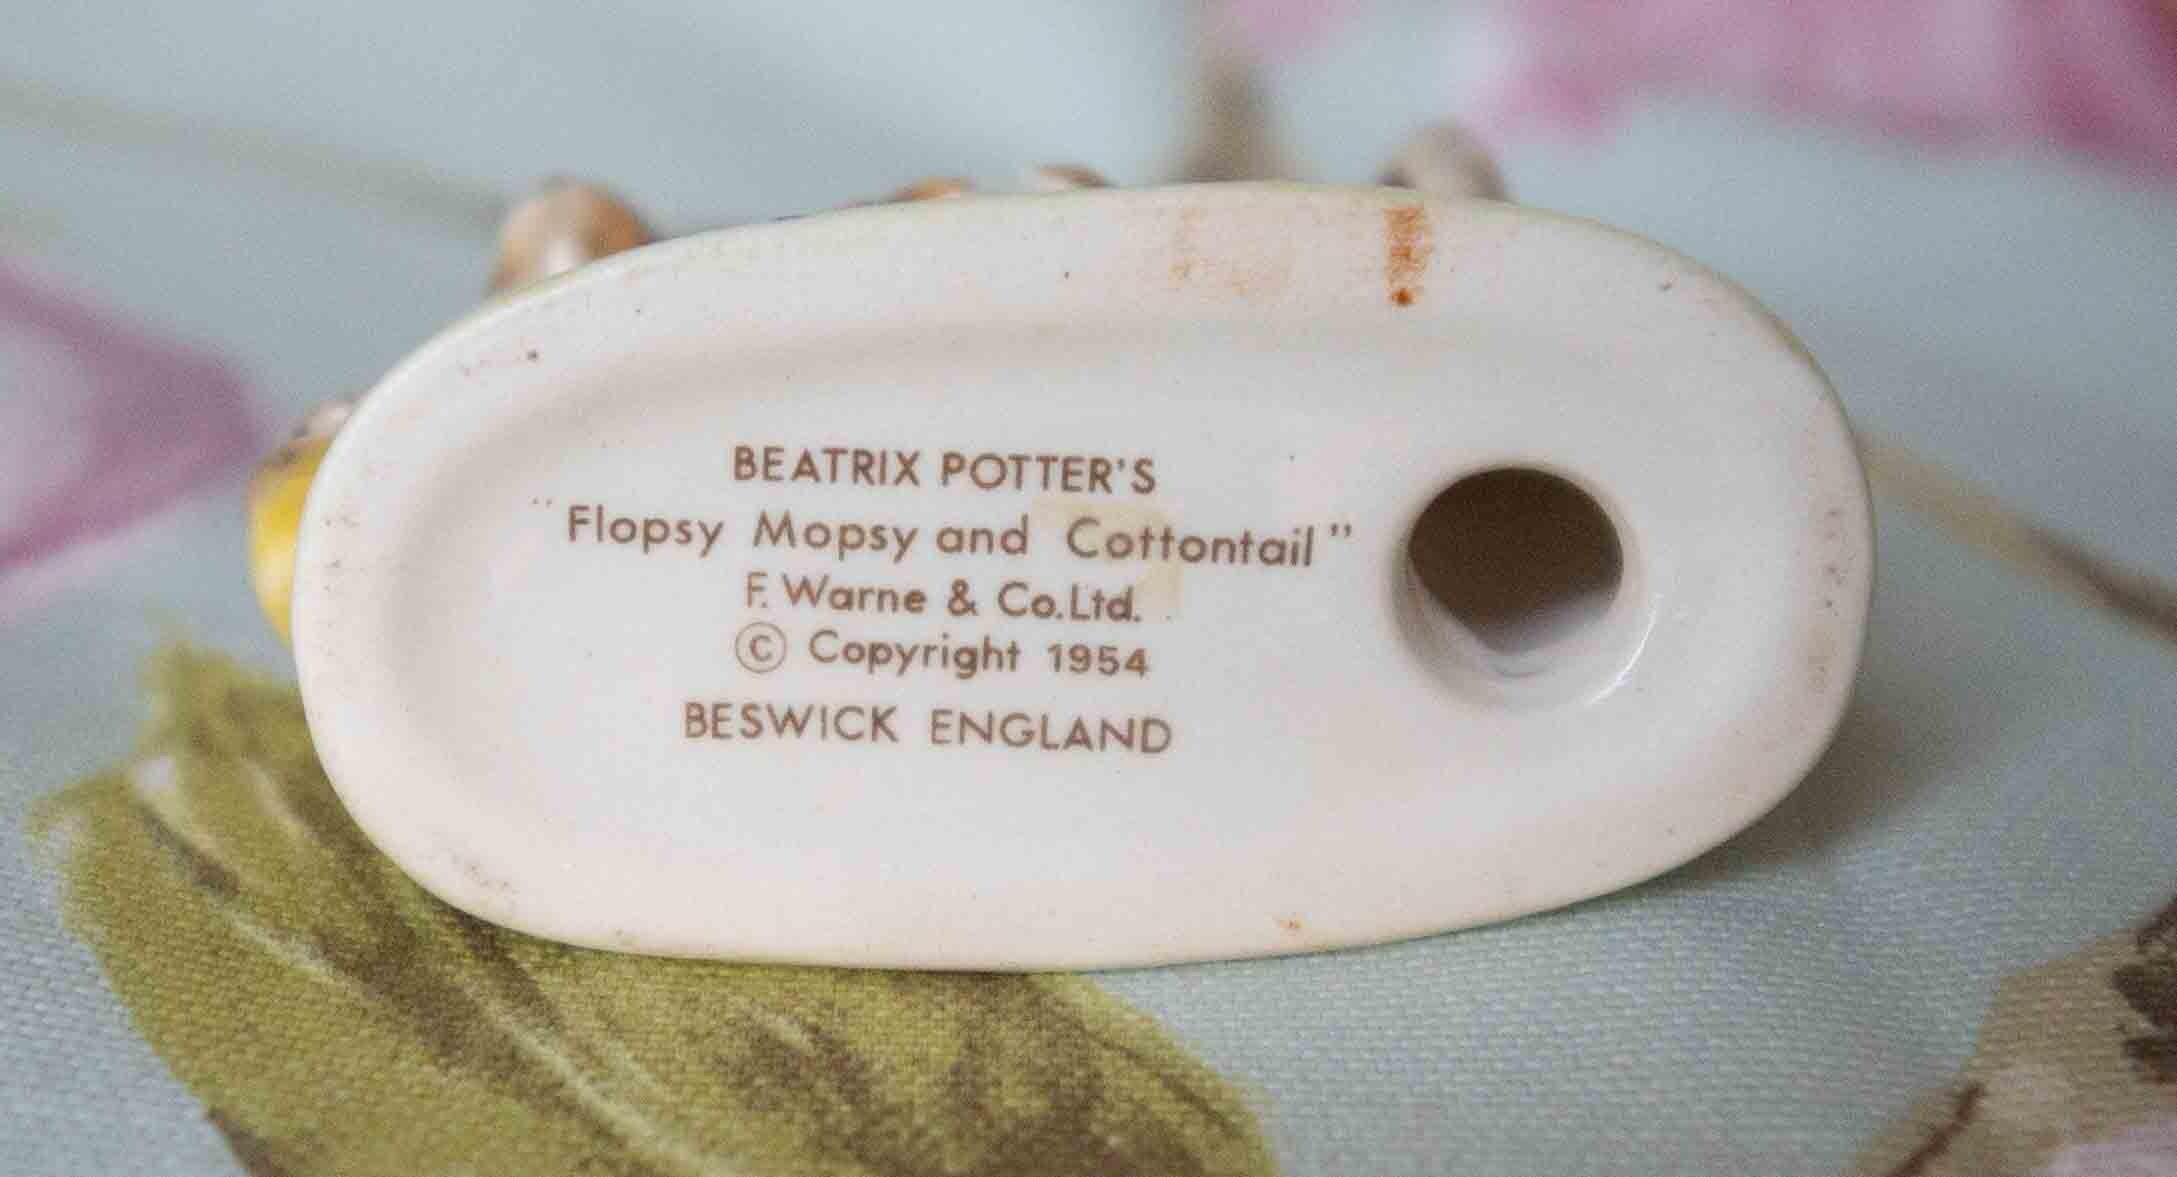 BEATRIX POTTER'S
"Flopsy Mopsy and Cottontail"
F. Warne & Co.Ltd.
© Copyright 1954
BESWICK ENGLAND